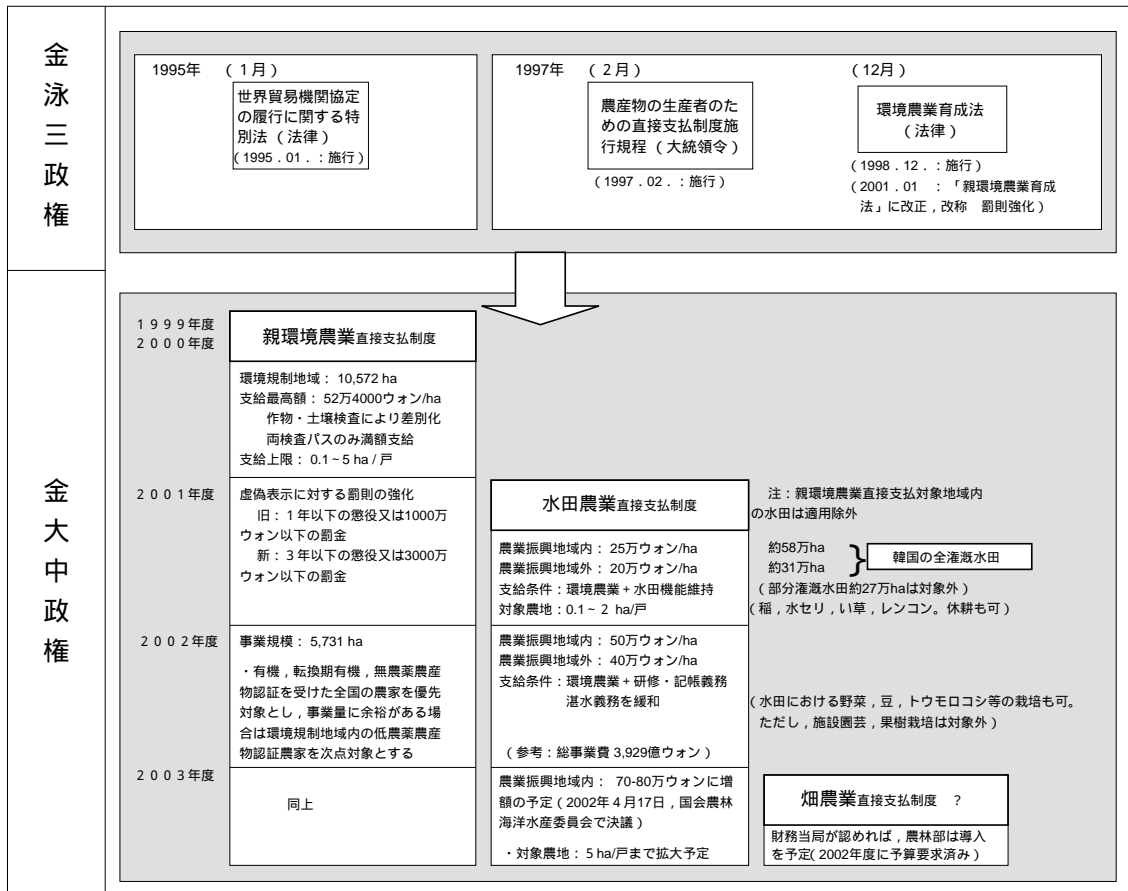 金泳三政権
1995年 (1月)
世界貿易機関協定
の履行に関する特
別法(法律)
(1995.01.:施行)
1997年 (2月)
農産物の生産者のた
めの直接支払制度施
行規程(大統領令)
(1997.02.:施行)
(12月)
環境農業育成法
(法律)
(1998.12.:施行)
(2001.01 :「親環境農業育成
法」に改正,改称 罰則強化)
金大中政権
1999年度
2000年度
親環境農業直接支払制度
環境規制地域: 10,572 ha
支給最高額: 52万4000ウォン/ha
作物・土壌検査により差別化
両検査パスのみ満額支給
支給上限: 0.1~5 ha / 戸
2001年度
虚偽表示に対する罰則の強化
旧:1年以下の懲役又は1000万
ウォン以下の罰金
新:3年以下の懲役又は3000万
ウォン以下の罰金
水田農業直接支払制度
農業振興地域内: 25万ウォン/ha
農業振興地域外: 20万ウォン/ha
支給条件:環境農業+水田機能維持
対象農地:0.1~ 2 ha/戸
注:親環境農業直接支払対象地域内
の水田は適用除外
約58万ha
約31万ha
韓国の全潅漑水田
(部分潅漑水田約27万haは対象外)
(稲,水セリ,い草,レンコン。休耕も可)
2002年度
事業規模: 5,731 ha
・有機,転換期有機,無農薬農産
物認証を受けた全国の農家を優先
対象とし,事業量に余裕がある場
合は環境規制地域内の低農薬農産
物認証農家を次点対象とする
農業振興地域内: 50万ウォン/ha
農業振興地域外: 40万ウォン/ha
支給条件:環境農業+研修・記帳義務
湛水義務を緩和
(参考:総事業費 3,929億ウォン)
(水田における野菜,豆,トウモロコシ等の栽培も可。
ただし,施設園芸,果樹栽培は対象外)
2003年度
同上
農業振興地域内: 70-80万ウォンに増
額の予定(2002年4月17日,国会農林
海洋水産委員会で決議)
・対象農地:5 ha/戸まで拡大予定
畑農業直接支払制度 ?
財務当局が認めれば,農林部は導入
を予定(2002年度に予算要求済み)